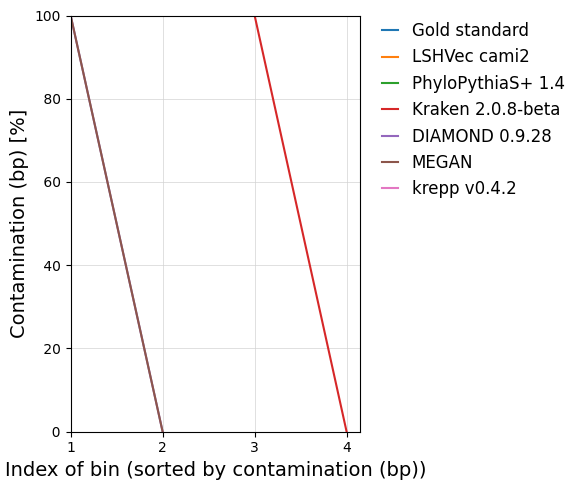 Contamination (bp) [%]
100
80
60
40
20
0
1 2 3 4
Index of bin (sorted by contamination (bp))
Gold standard
LSHVec cami2
PhyloPythiaS+ 1.4
Kraken 2.0.8-beta
DIAMOND 0.9.28
MEGAN
krepp v0.4.2